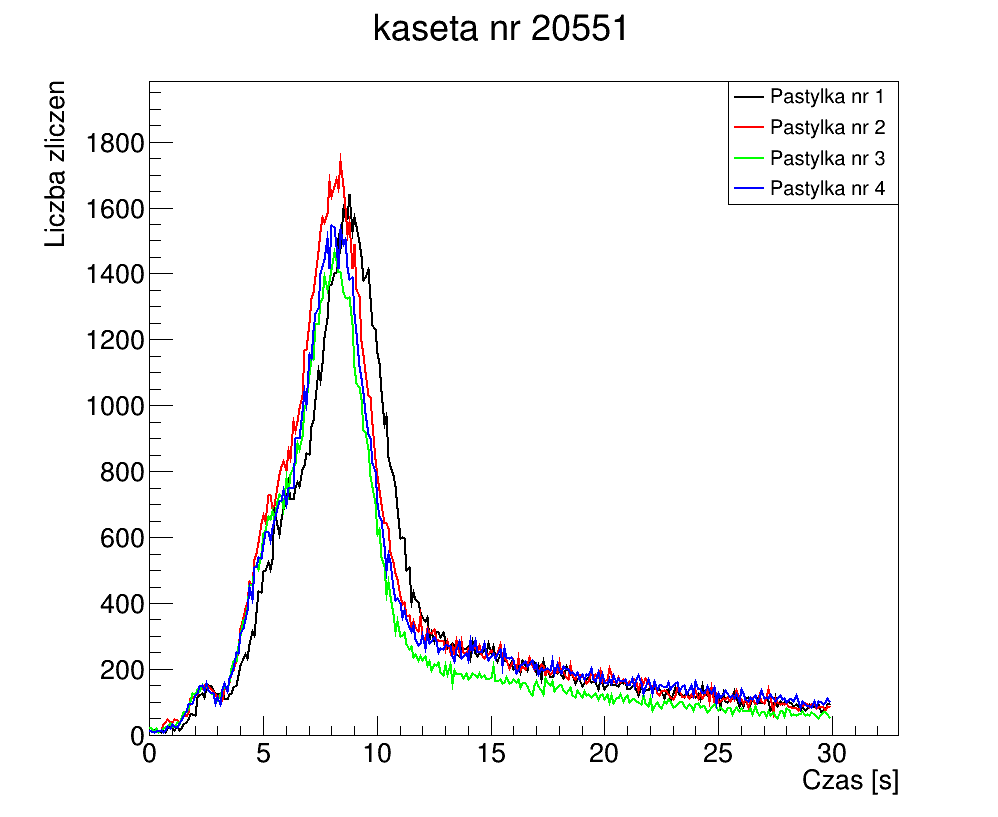 kaseta nr 20551
Liczba zliczen
Pastylka nr 1
Pastylka nr 2
Pastylka nr 3
Pastylka nr 4
1800
1600
1400
1200
1000
800
600
400
200
0
0 5 10 15 20 25 30
Czas [s]